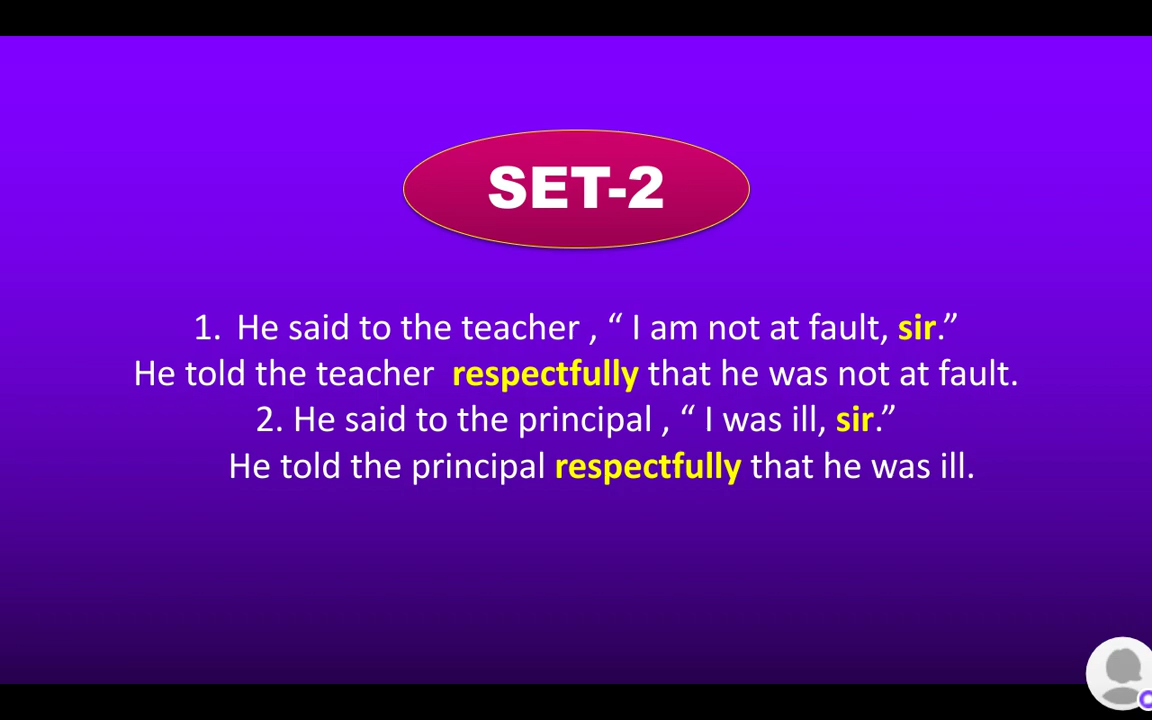 SET-2
1. He said to the teacher , “ I am not at fault, sir.”
He told the teacher respectfully that he was not at fault.
2. He said to the principal , “ I was ill, sir.”
He told the principal respectfully that he was ill.